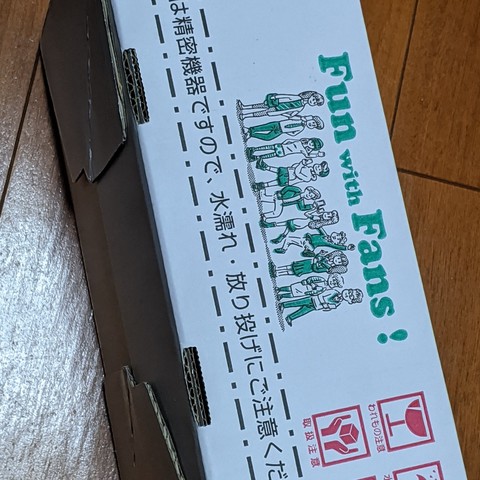 Fun with Fans!
は精密機器ですので、水濡れ・放り投げにご注意くだ
われもの注意
取扱注意
水